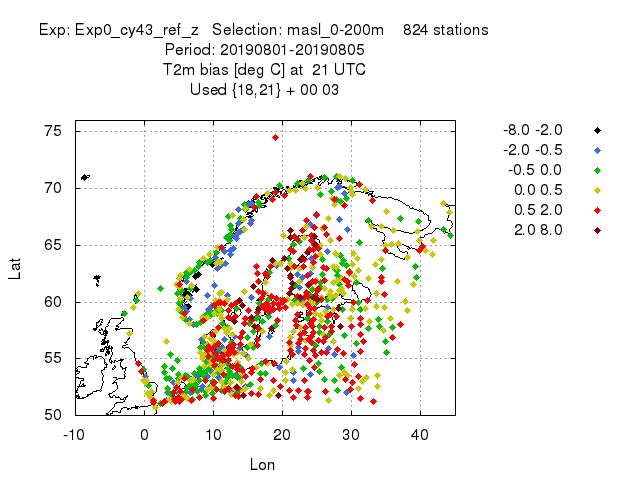 Exp: Exp0_cy43_ref_z   Selection: masl_0-200m    824 stations
Period: 20190801-20190805
T2m bias [deg C] at  21 UTC
Used {18,21} + 00 03
75
70
65
60
55
50
Lat
-10 0 10 20 30 40
Lon
-8.0 -2.0
-2.0 -0.5
-0.5 0.0
0.0 0.5
0.5 2.0
2.0 8.0